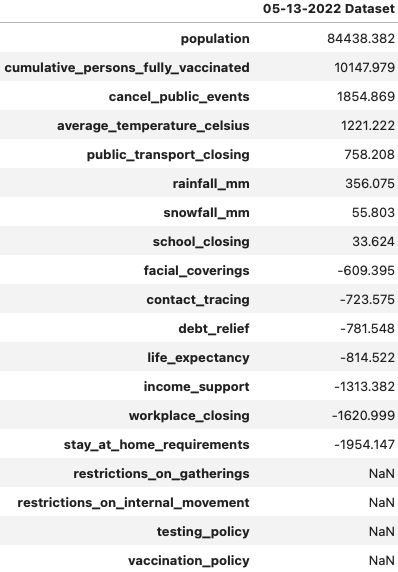 05-13-2022 Dataset
population 84438.382
cumulative_persons_fully_vaccinated 10147.979
cancel_public_events 1854.869
average_temperature_celsius 1221.222
public_transport_closing 758.208
rainfall_mm 356.075
snowfall_mm 55.803
school_closing 33.624
facial_coverings -609.395
contact_tracing -723.575
debt_relief -781.548
life_expectancy -814.522
income_support -1313.382
workplace_closing -1620.999
stay_at_home_requirements -1954.147
restrictions_on_gatherings NaN
restrictions_on_internal_movement NaN
testing_policy NaN
vaccination_policy NaN